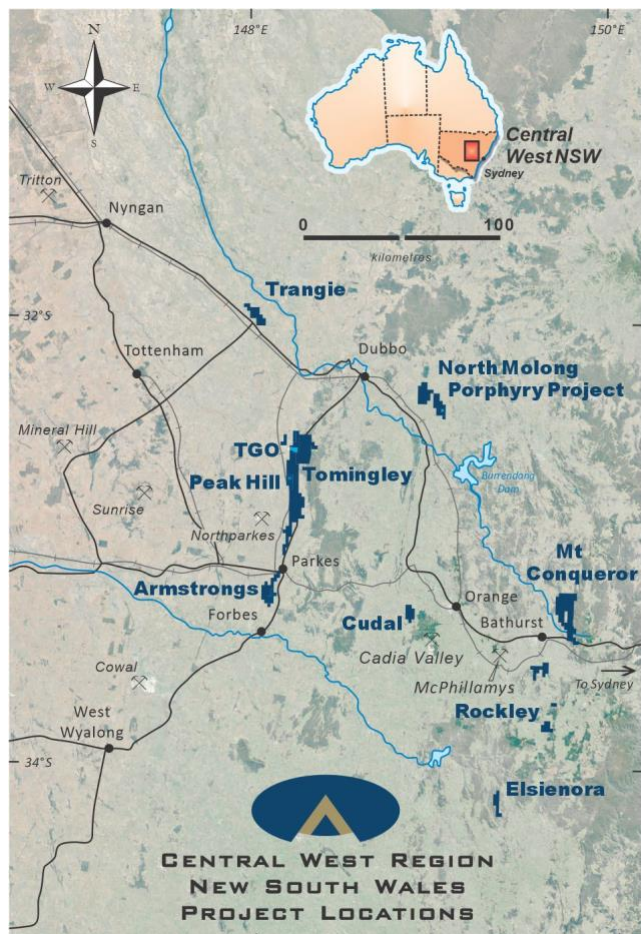 148°E
150°E
N
W
E
S
Central
West NSW
Sydney
0
100
kilometres
Tritton
Nyngan
Trangie
32°S
Dubbo
Tottenham
North Molong
Porphyry Project
Mineral Hill
TGO
Tomingley
Peak Hill
Burrendong
Dam
Sunrise
Northparkes
Mt
Conqueror
Parkes
Armstrongs
Orange
Forbes
Cudal
Bathurst
Cadia Valley
Cowal
McPhillamys
To Sydney
West
Wyalong
Rockley
34°S
Elsienora
CENTRAL WEST REGION
NEW SOUTH WALES
PROJECT LOCATIONS